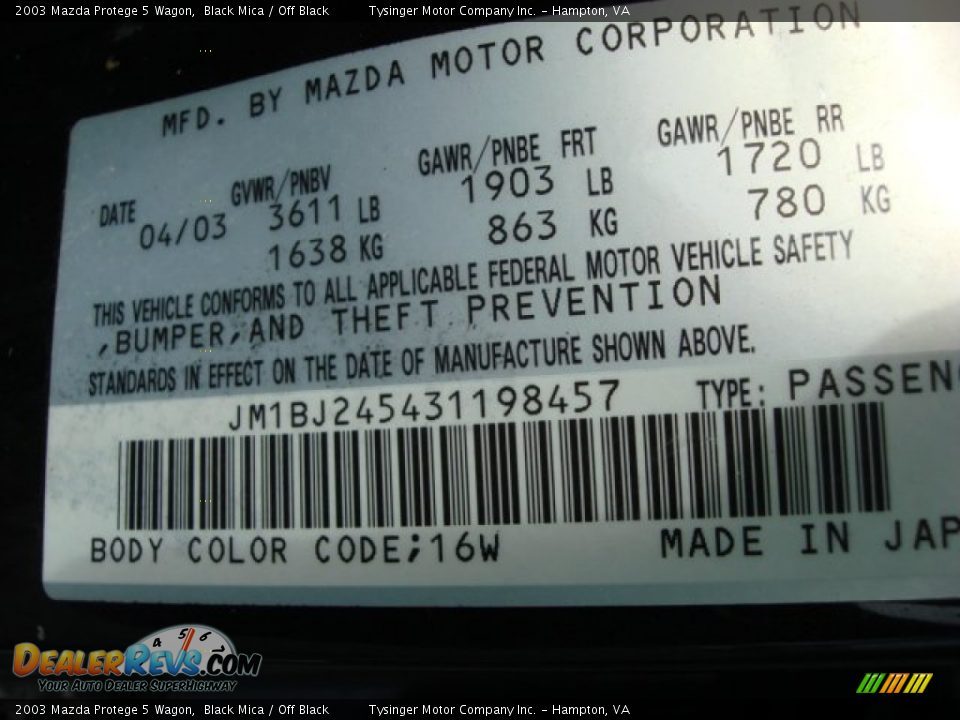 2003 Mazda Protege 5 Wagon, Black Mica / Off Black Tysinger Motor Company Inc. - Hampton, VA
MFD. BY MAZDA MOTOR CORPORATION
DATE GVWR/PNBV GAWR/PNBE FRT GAWR/PNBE RR
04/03 3611 LB 1903 LB 1720 LB
1638 KG 863 KG 780 KG
THIS VEHICLE CONFORMS TO ALL APPLICABLE FEDERAL MOTOR VEHICLE SAFETY
,BUMPER,AND THEFT PREVENTION
STANDARDS IN EFFECT ON THE DATE OF MANUFACTURE SHOWN ABOVE.
JM1BJ245431198457 TYPE: PASSEN
BODY COLOR CODE;16W MADE IN JAP
4 5 6 7
DEALERREVS.COM
YOUR AUTO DEALER SUPERHIGHWAY
2003 Mazda Protege 5 Wagon, Black Mica / Off Black Tysinger Motor Company Inc. - Hampton, VA